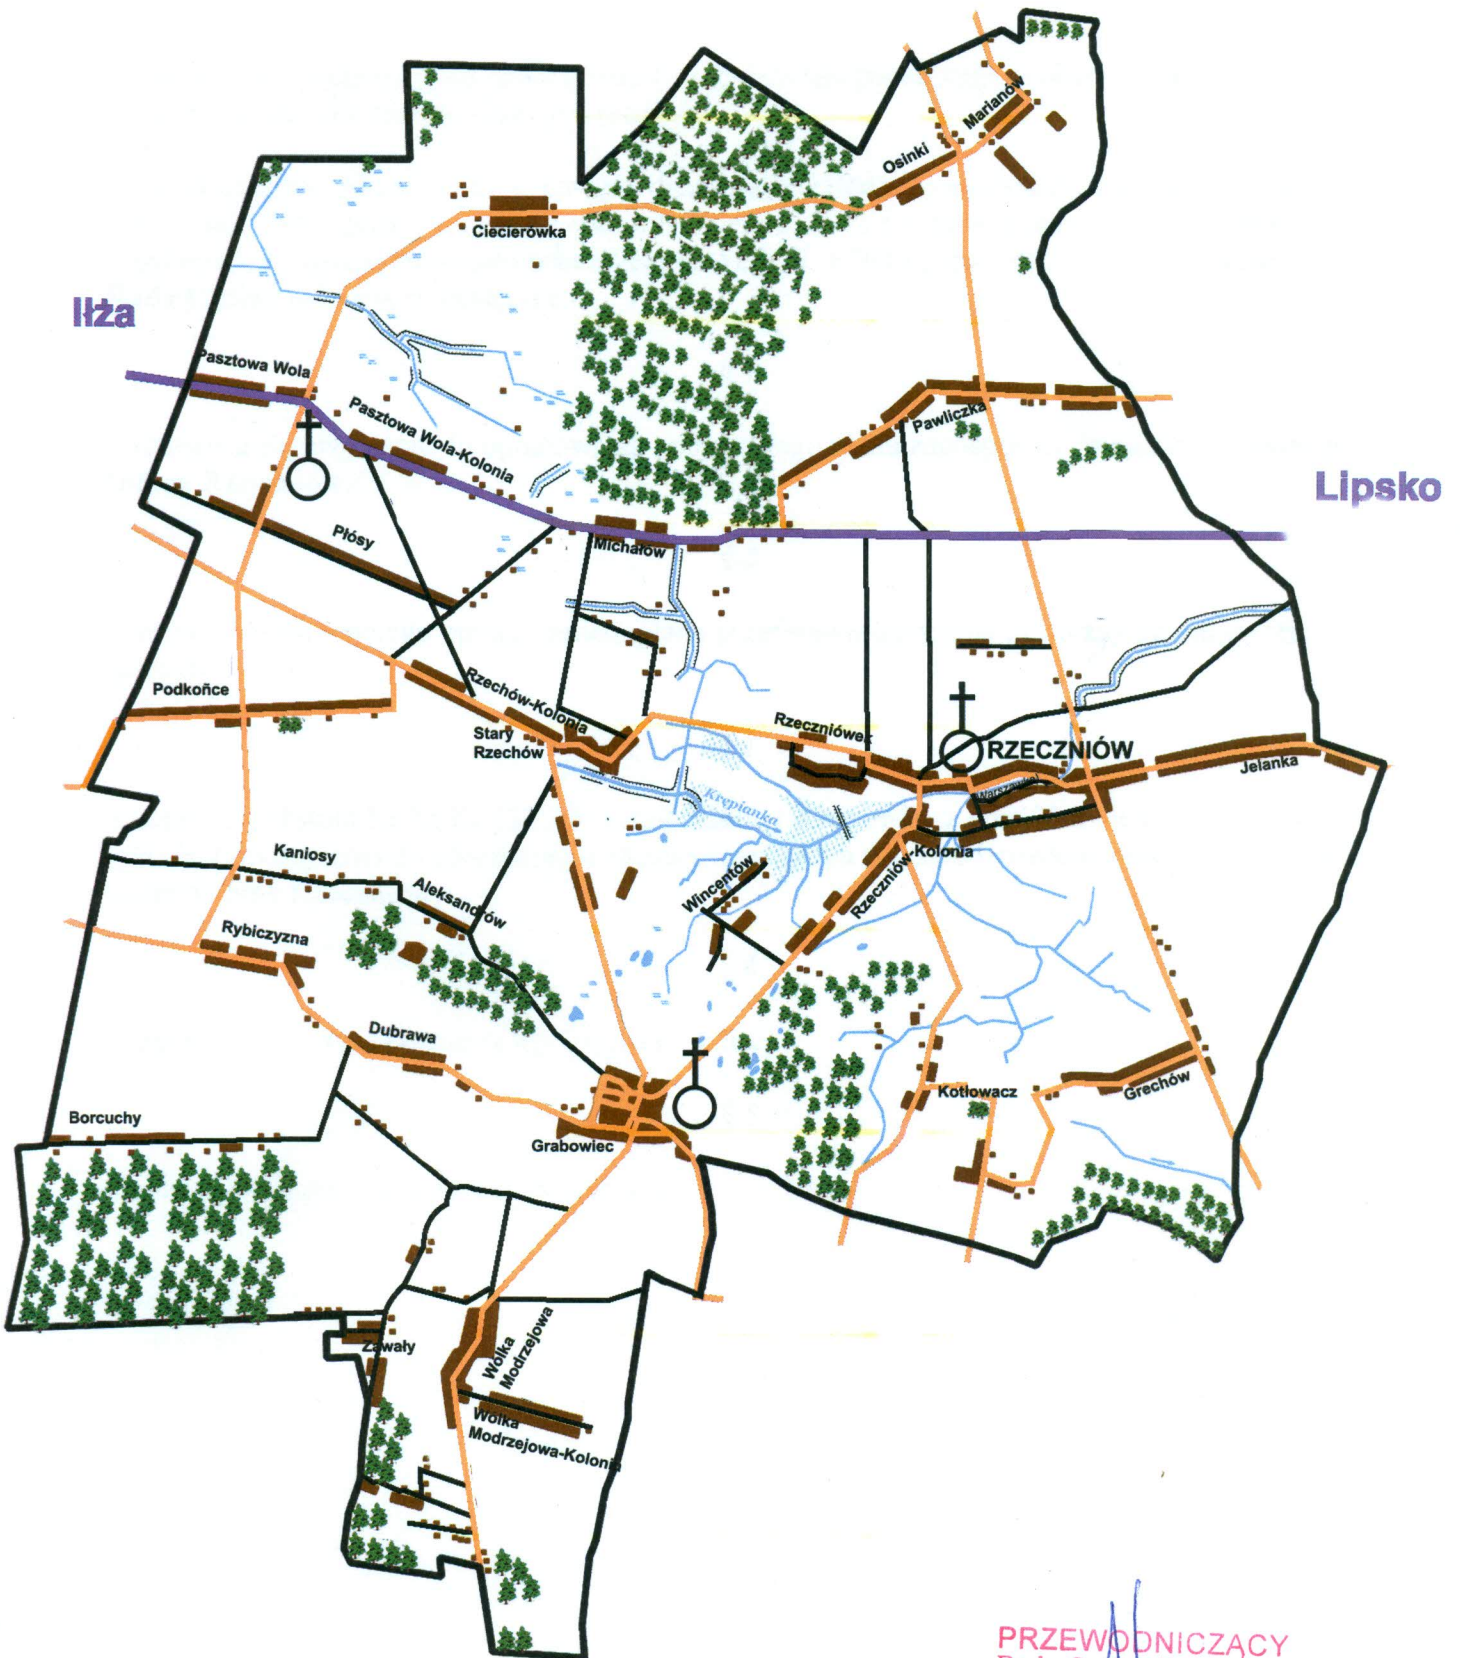 Marianów
Osinki
Ciecierówka
Iłża
Pasztowa Wola
Pasztowa Wola-Kolonia
Pawliczka
Lipsko
Płósy
Michałów
Podkońce
Rzechów-Kolonia
Stary
Rzechów
Rzeczniówek
RZECZNIÓW
Jelanka
(Warszawka)
Krępianka
Kolonia
Rzeczniów-
Kaniosy
Aleksandrów
Wincentów
Rybiczyzna
Dubrawa
Kotłowacz
Grechów
Borcuchy
Grabowiec
Zawały
Wólka
Modrzejowa
Wólka
Modrzejowa-Kolonia
PRZEWODNICZĄCY